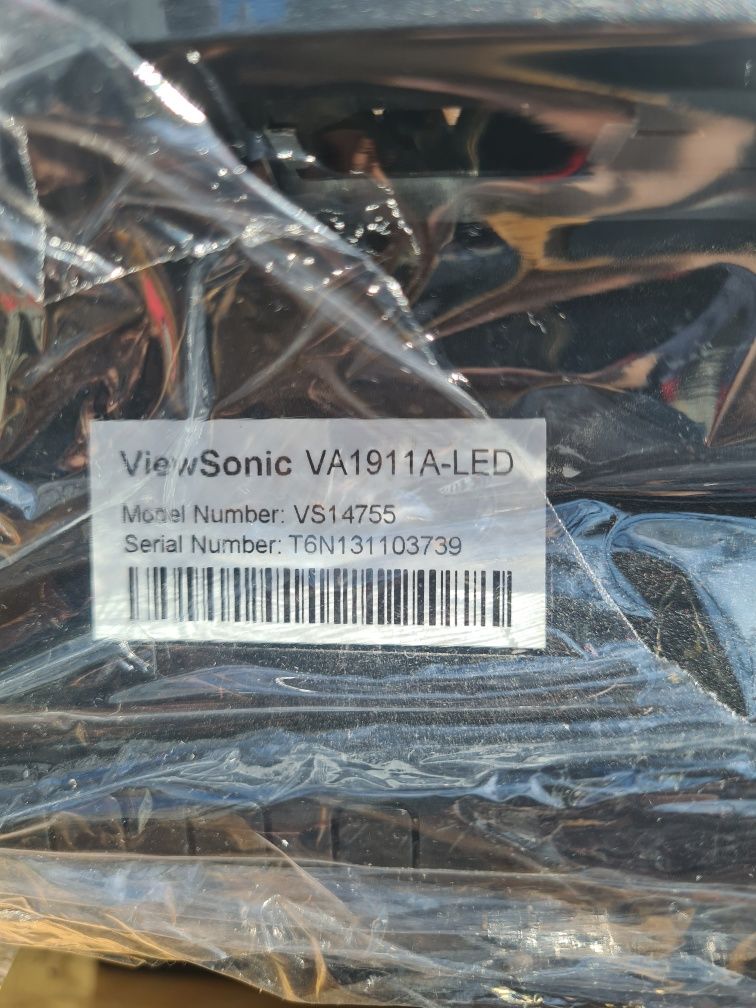 ViewSonic VA1911A-LED
Model Number: VS14755
Serial Number: T6N131103739